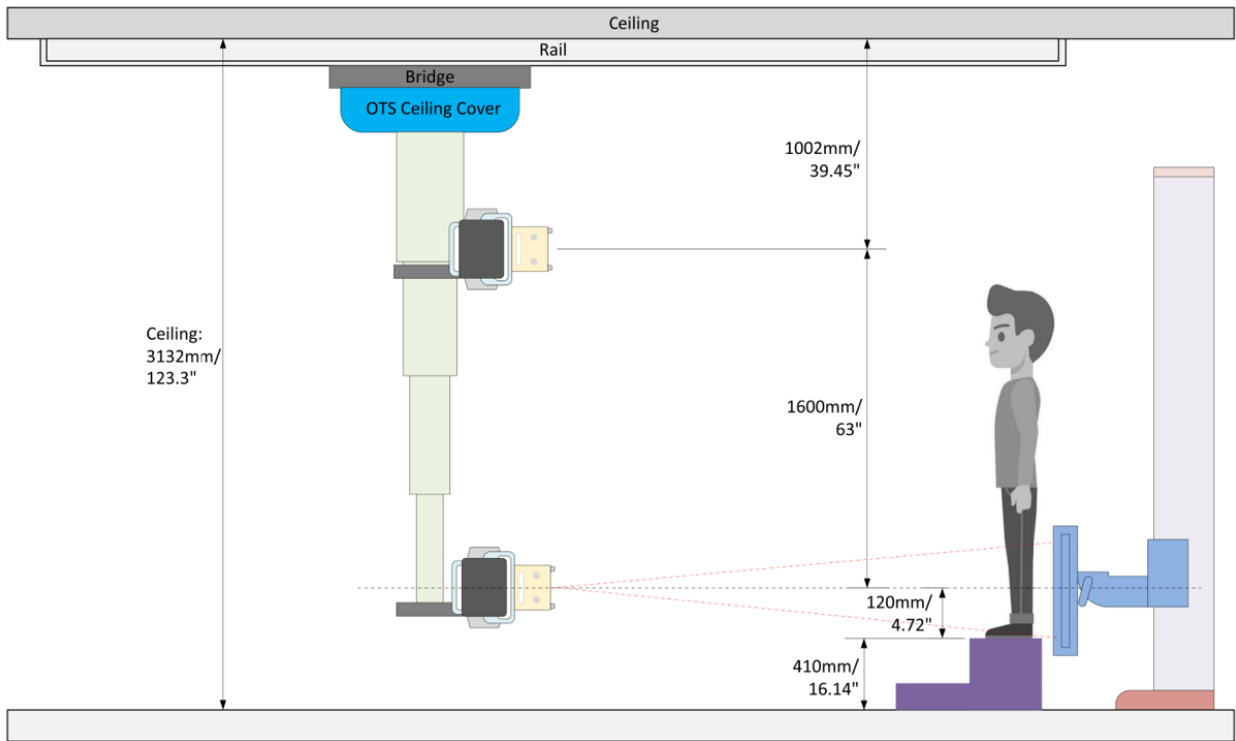 Ceiling
Rail
Bridge
OTS Ceiling Cover
1002mm/
39.45"
Ceiling:
3132mm/
123.3"
1600mm/
63"
120mm/
4.72"
410mm/
16.14"